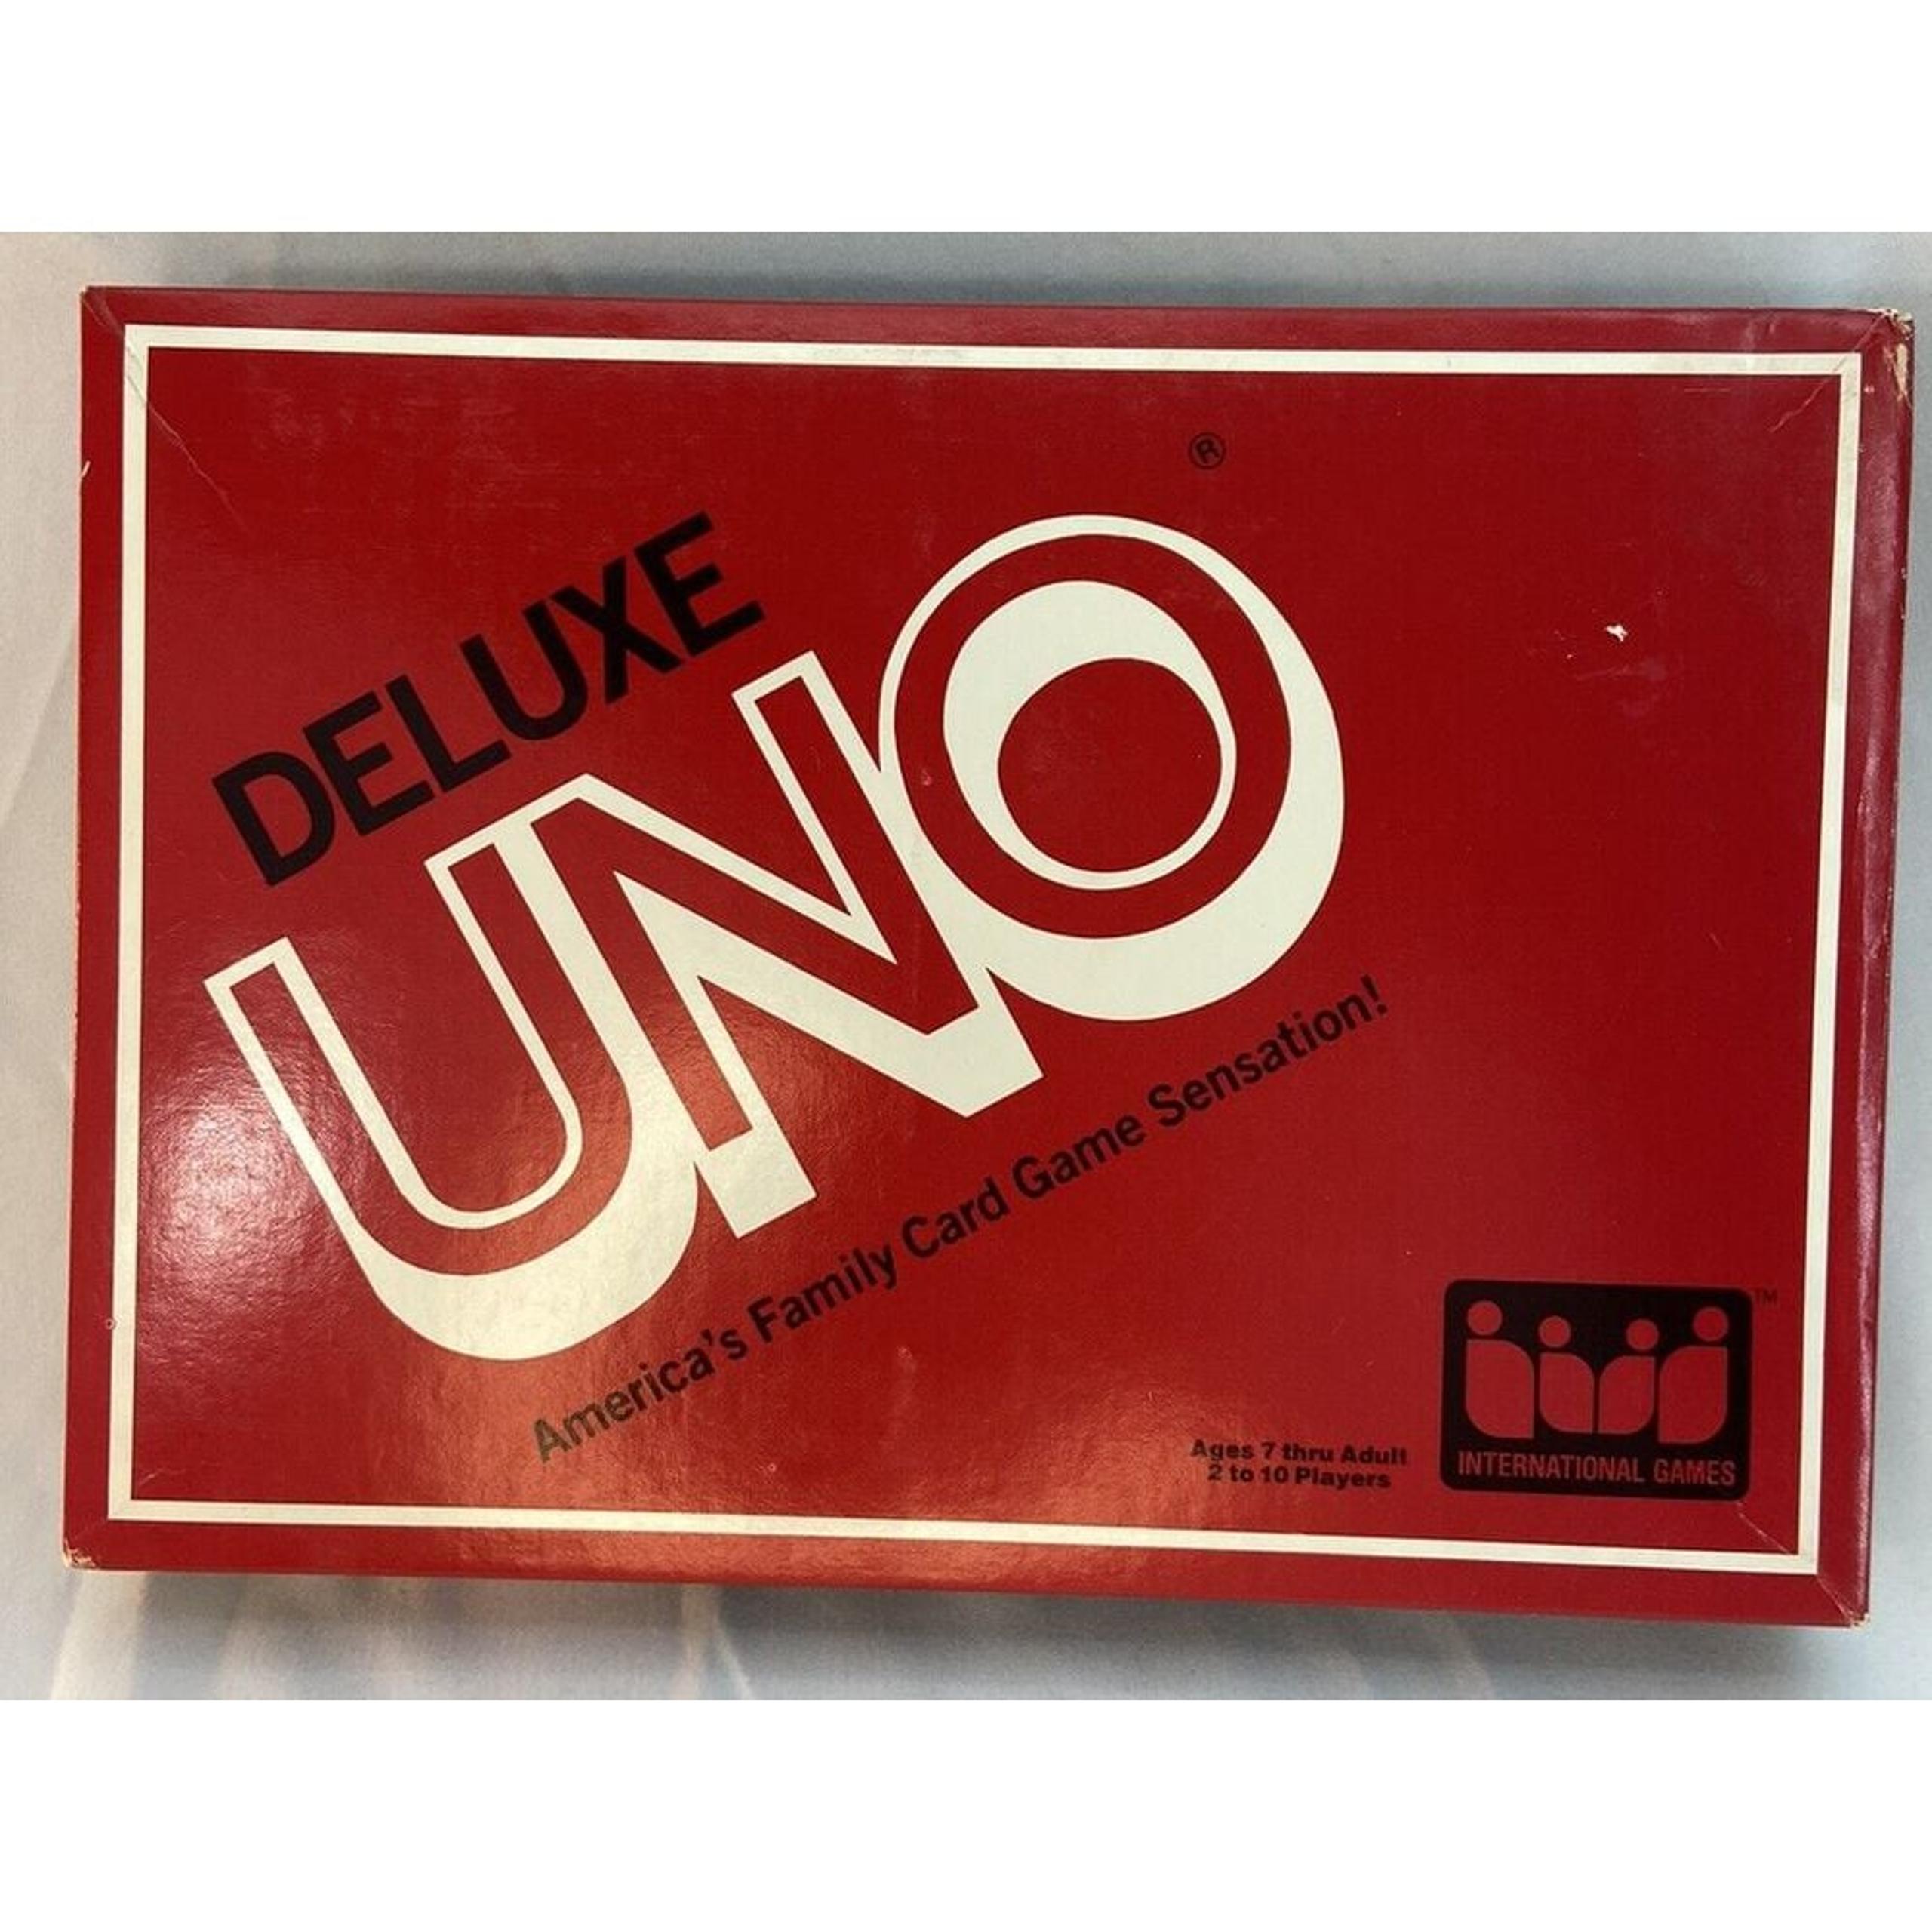 ®
DELUXE
UNO
America's Family Card Game Sensation!
Ages 7 thru Adult
2 to 10 Players
TM
INTERNATIONAL GAMES